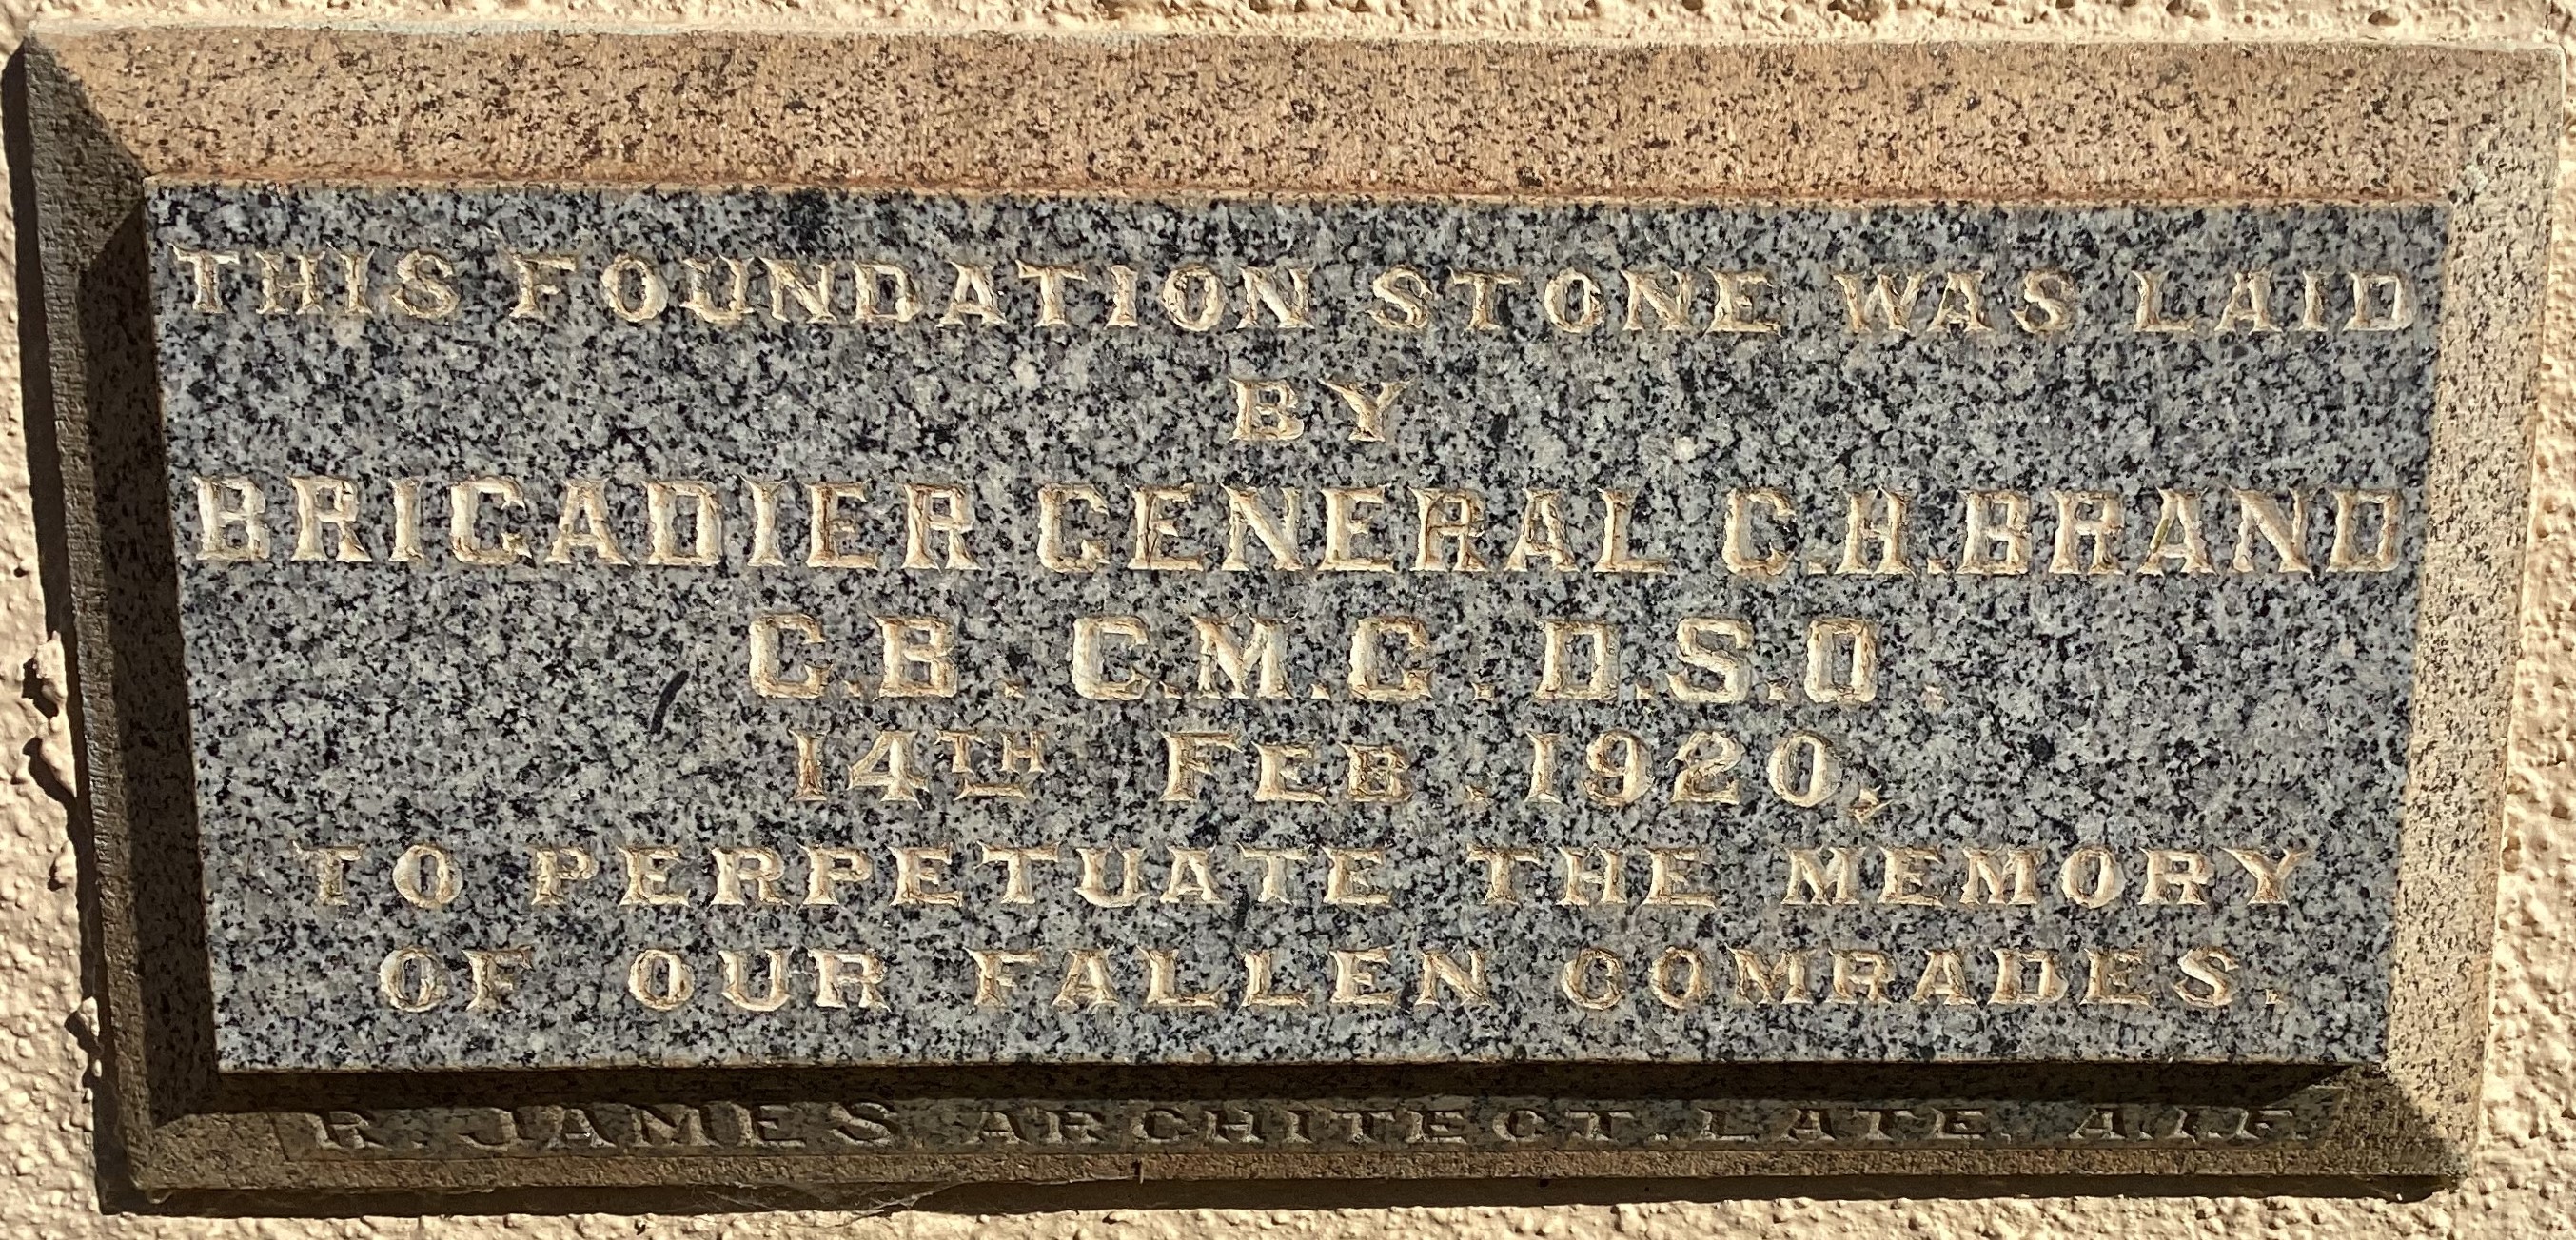 THIS FOUNDATION STONE WAS LAID
BY
BRIGADIER GENERAL C.H.BRAND
C.B. C.M.G. D.S.O.
14TH FEB. 1920.
TO PERPETUATE THE MEMORY
OF OUR FALLEN COMRADES.
R. JAMES ARCHITECT. LATE A.I.F.